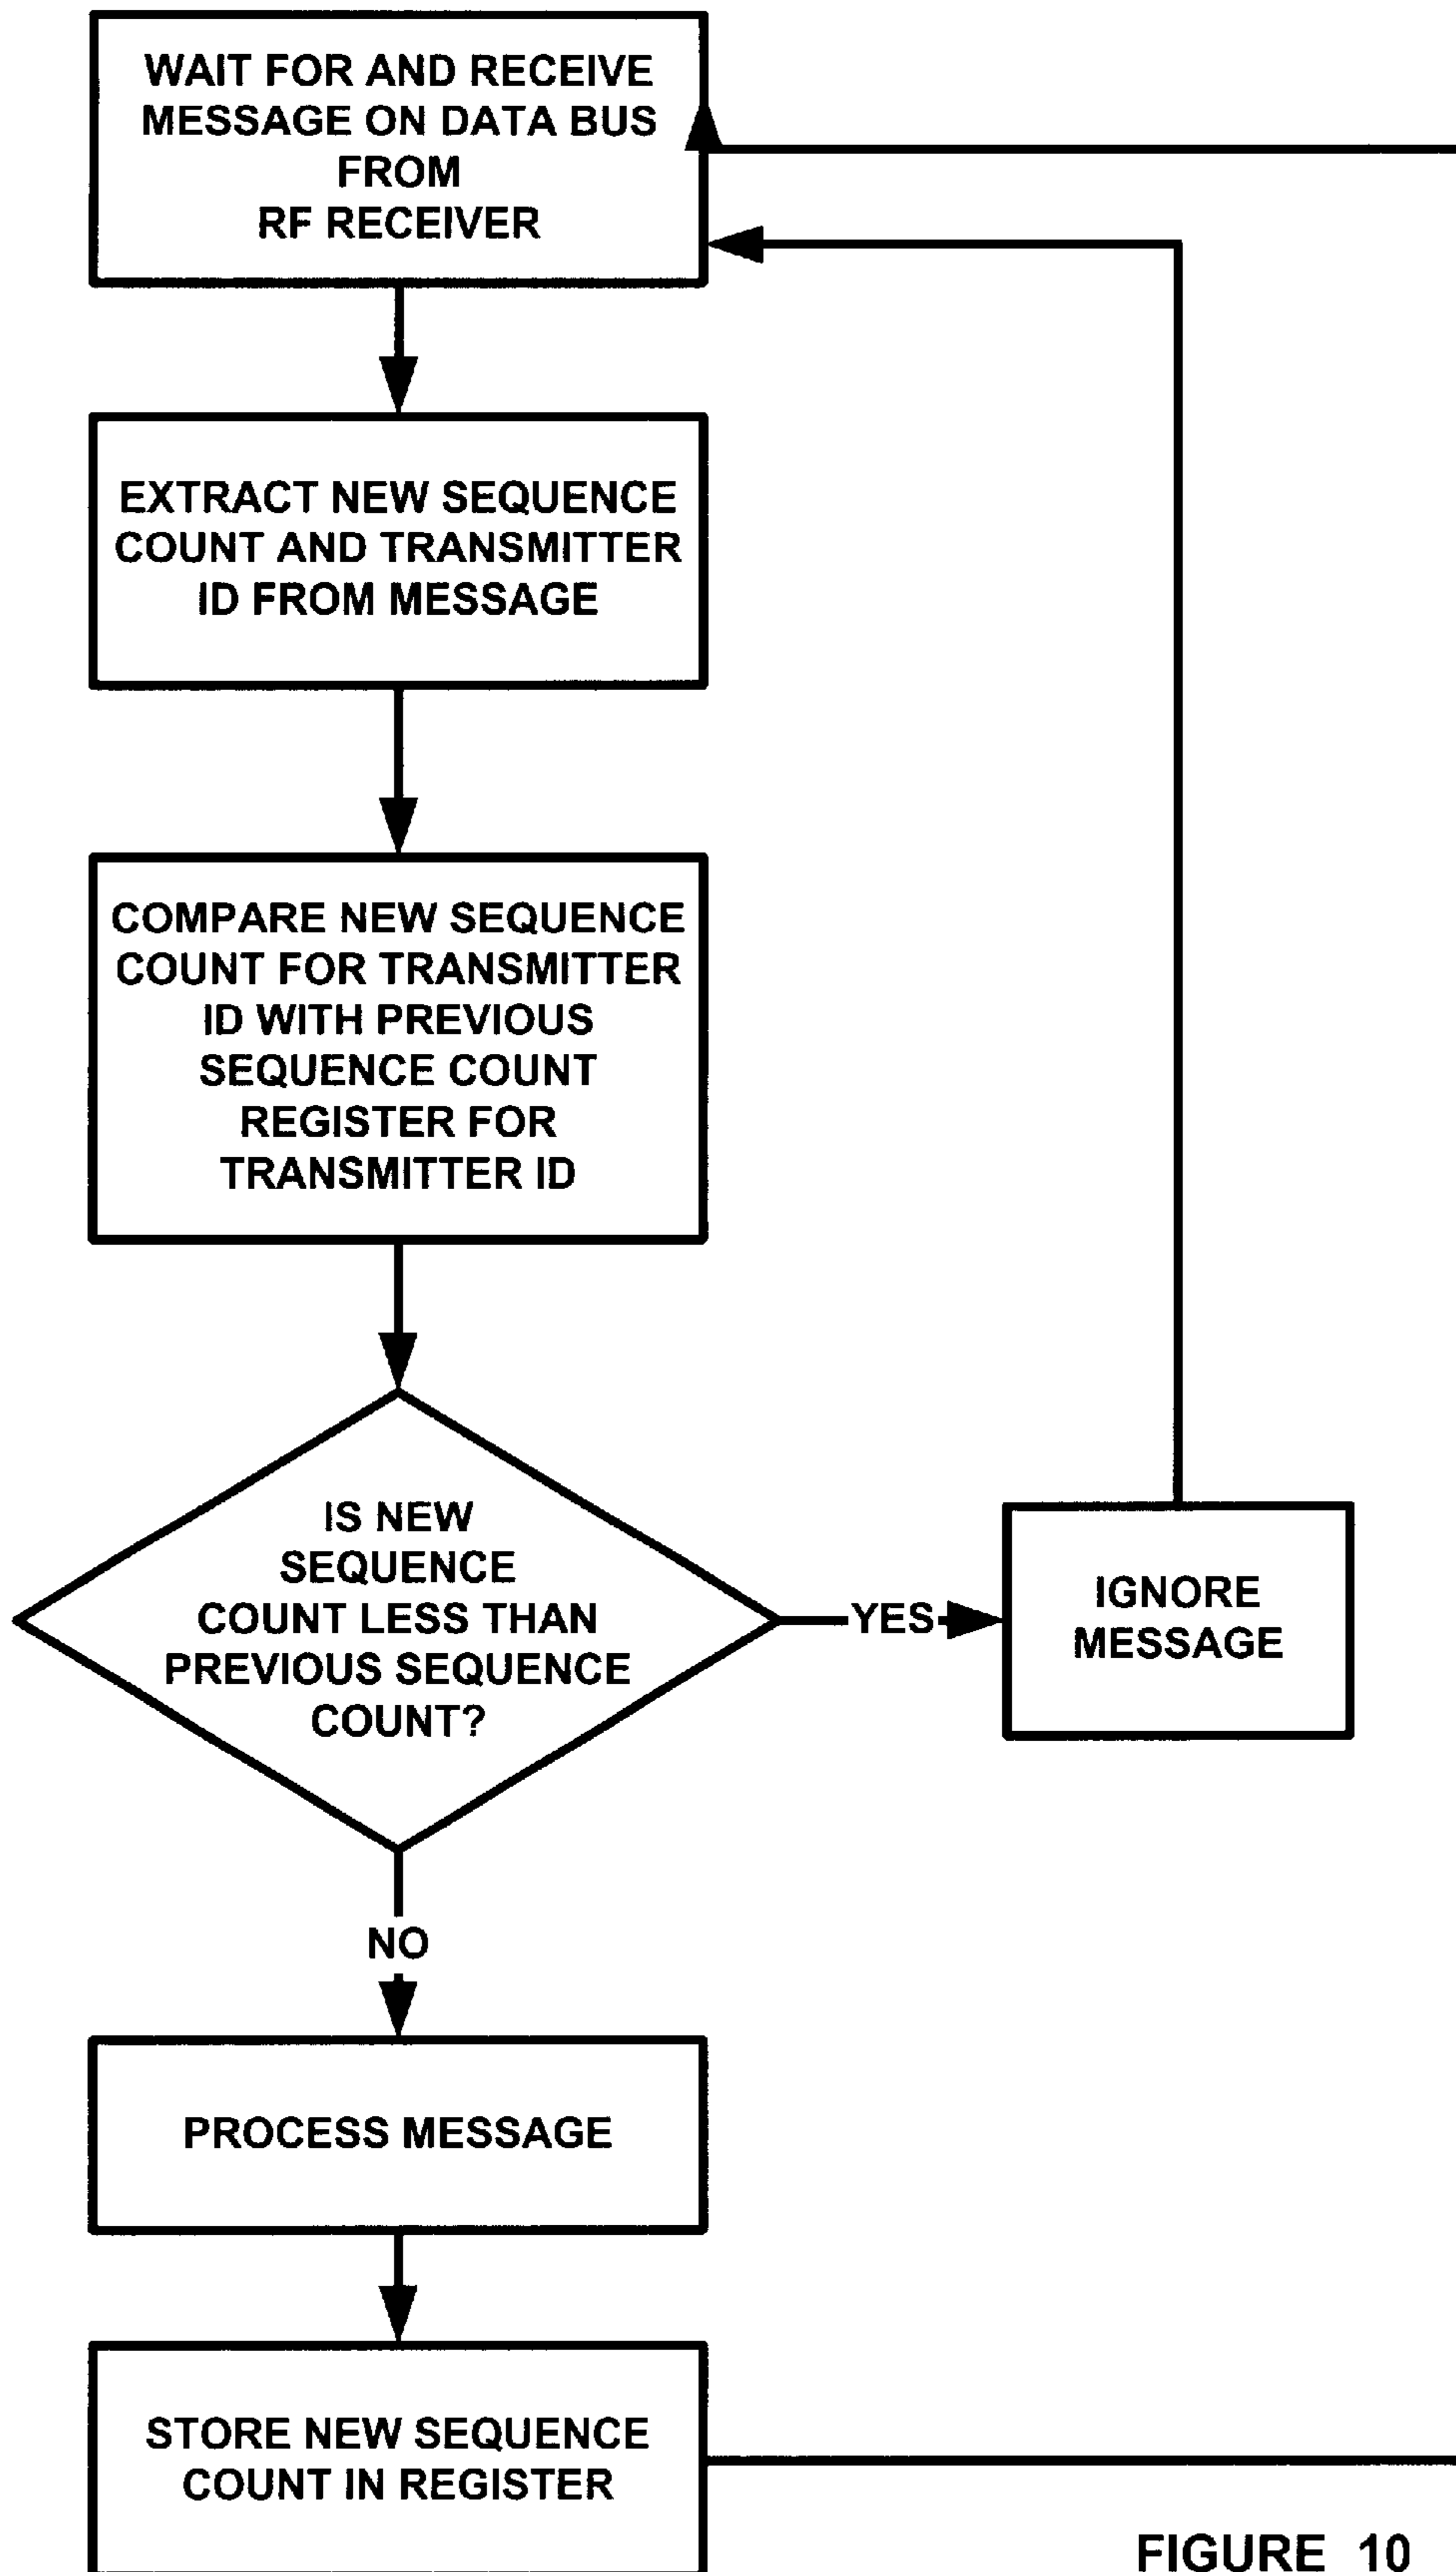 WAIT FOR AND RECEIVE
MESSAGE ON DATA BUS
FROM
RF RECEIVER
EXTRACT NEW SEQUENCE
COUNT AND TRANSMITTER
ID FROM MESSAGE
COMPARE NEW SEQUENCE
COUNT FOR TRANSMITTER
ID WITH PREVIOUS
SEQUENCE COUNT
REGISTER FOR
TRANSMITTER ID
IS NEW
SEQUENCE
COUNT LESS THAN
PREVIOUS SEQUENCE
COUNT?
YES
IGNORE
MESSAGE
NO
PROCESS MESSAGE
STORE NEW SEQUENCE
COUNT IN REGISTER
FIGURE 10